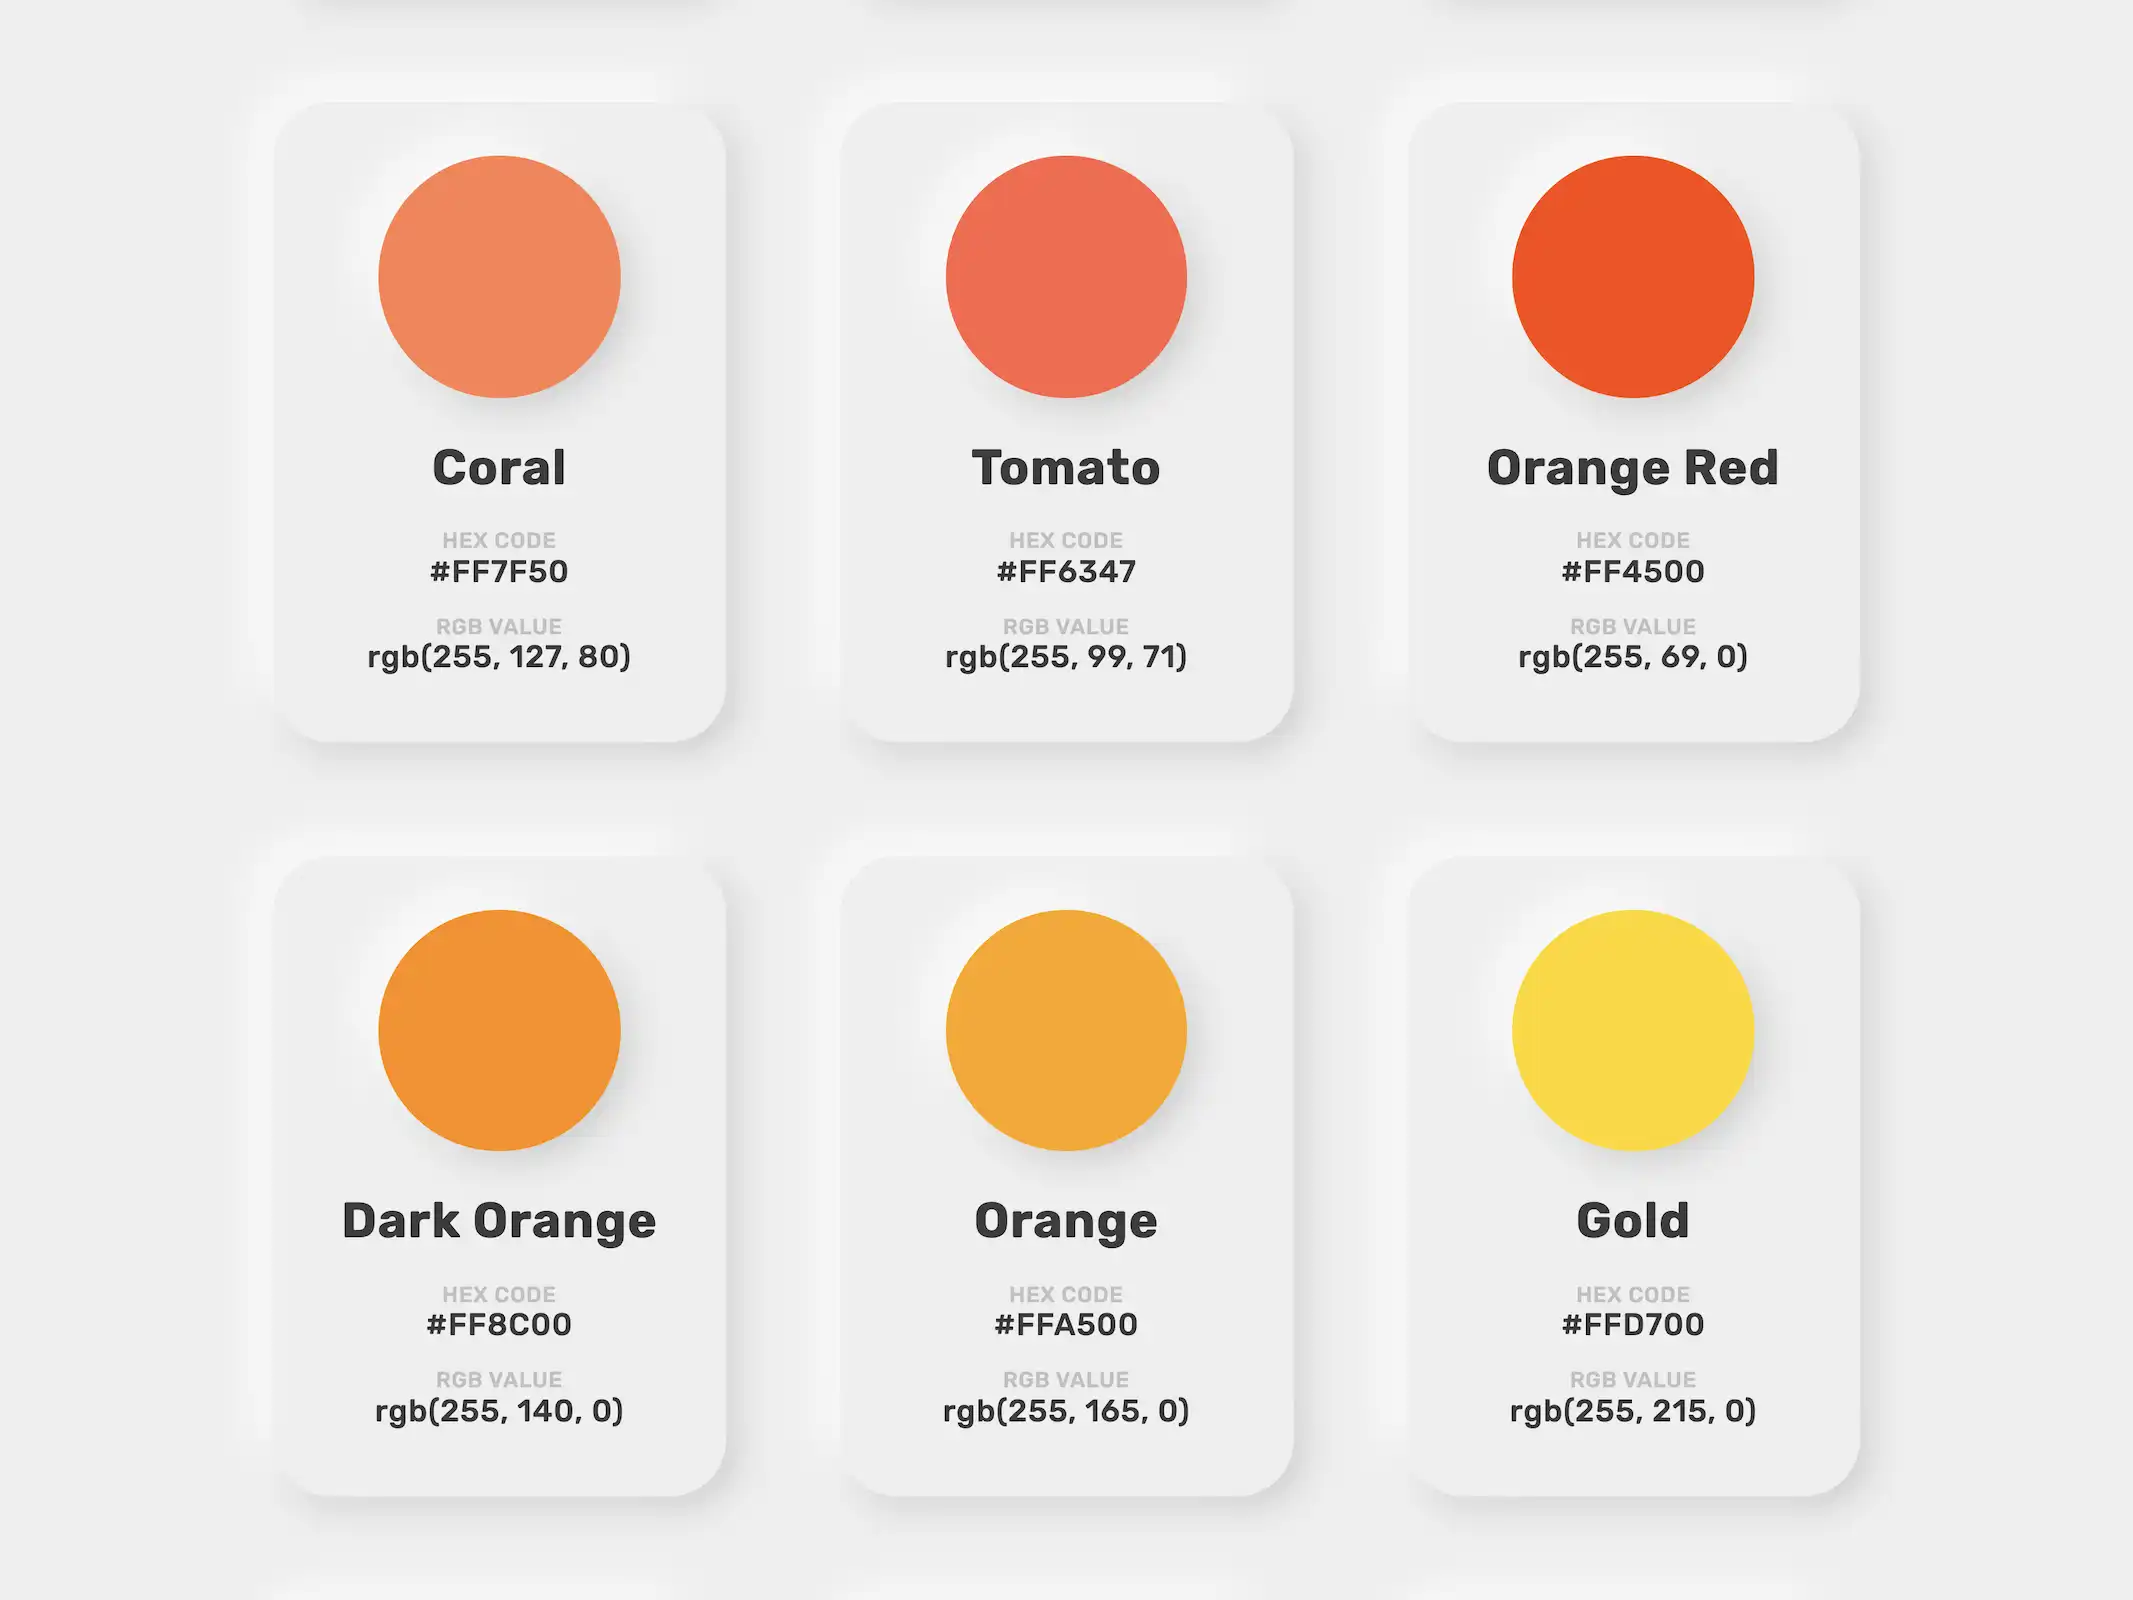 Coral
HEX CODE
#FF7F50
RGB VALUE
rgb(255, 127, 80)
Tomato
HEX CODE
#FF6347
RGB VALUE
rgb(255, 99, 71)
Orange Red
HEX CODE
#FF4500
RGB VALUE
rgb(255, 69, 0)
Dark Orange
HEX CODE
#FF8C00
RGB VALUE
rgb(255, 140, 0)
Orange
HEX CODE
#FFA500
RGB VALUE
rgb(255, 165, 0)
Gold
HEX CODE
#FFD700
RGB VALUE
rgb(255, 215, 0)